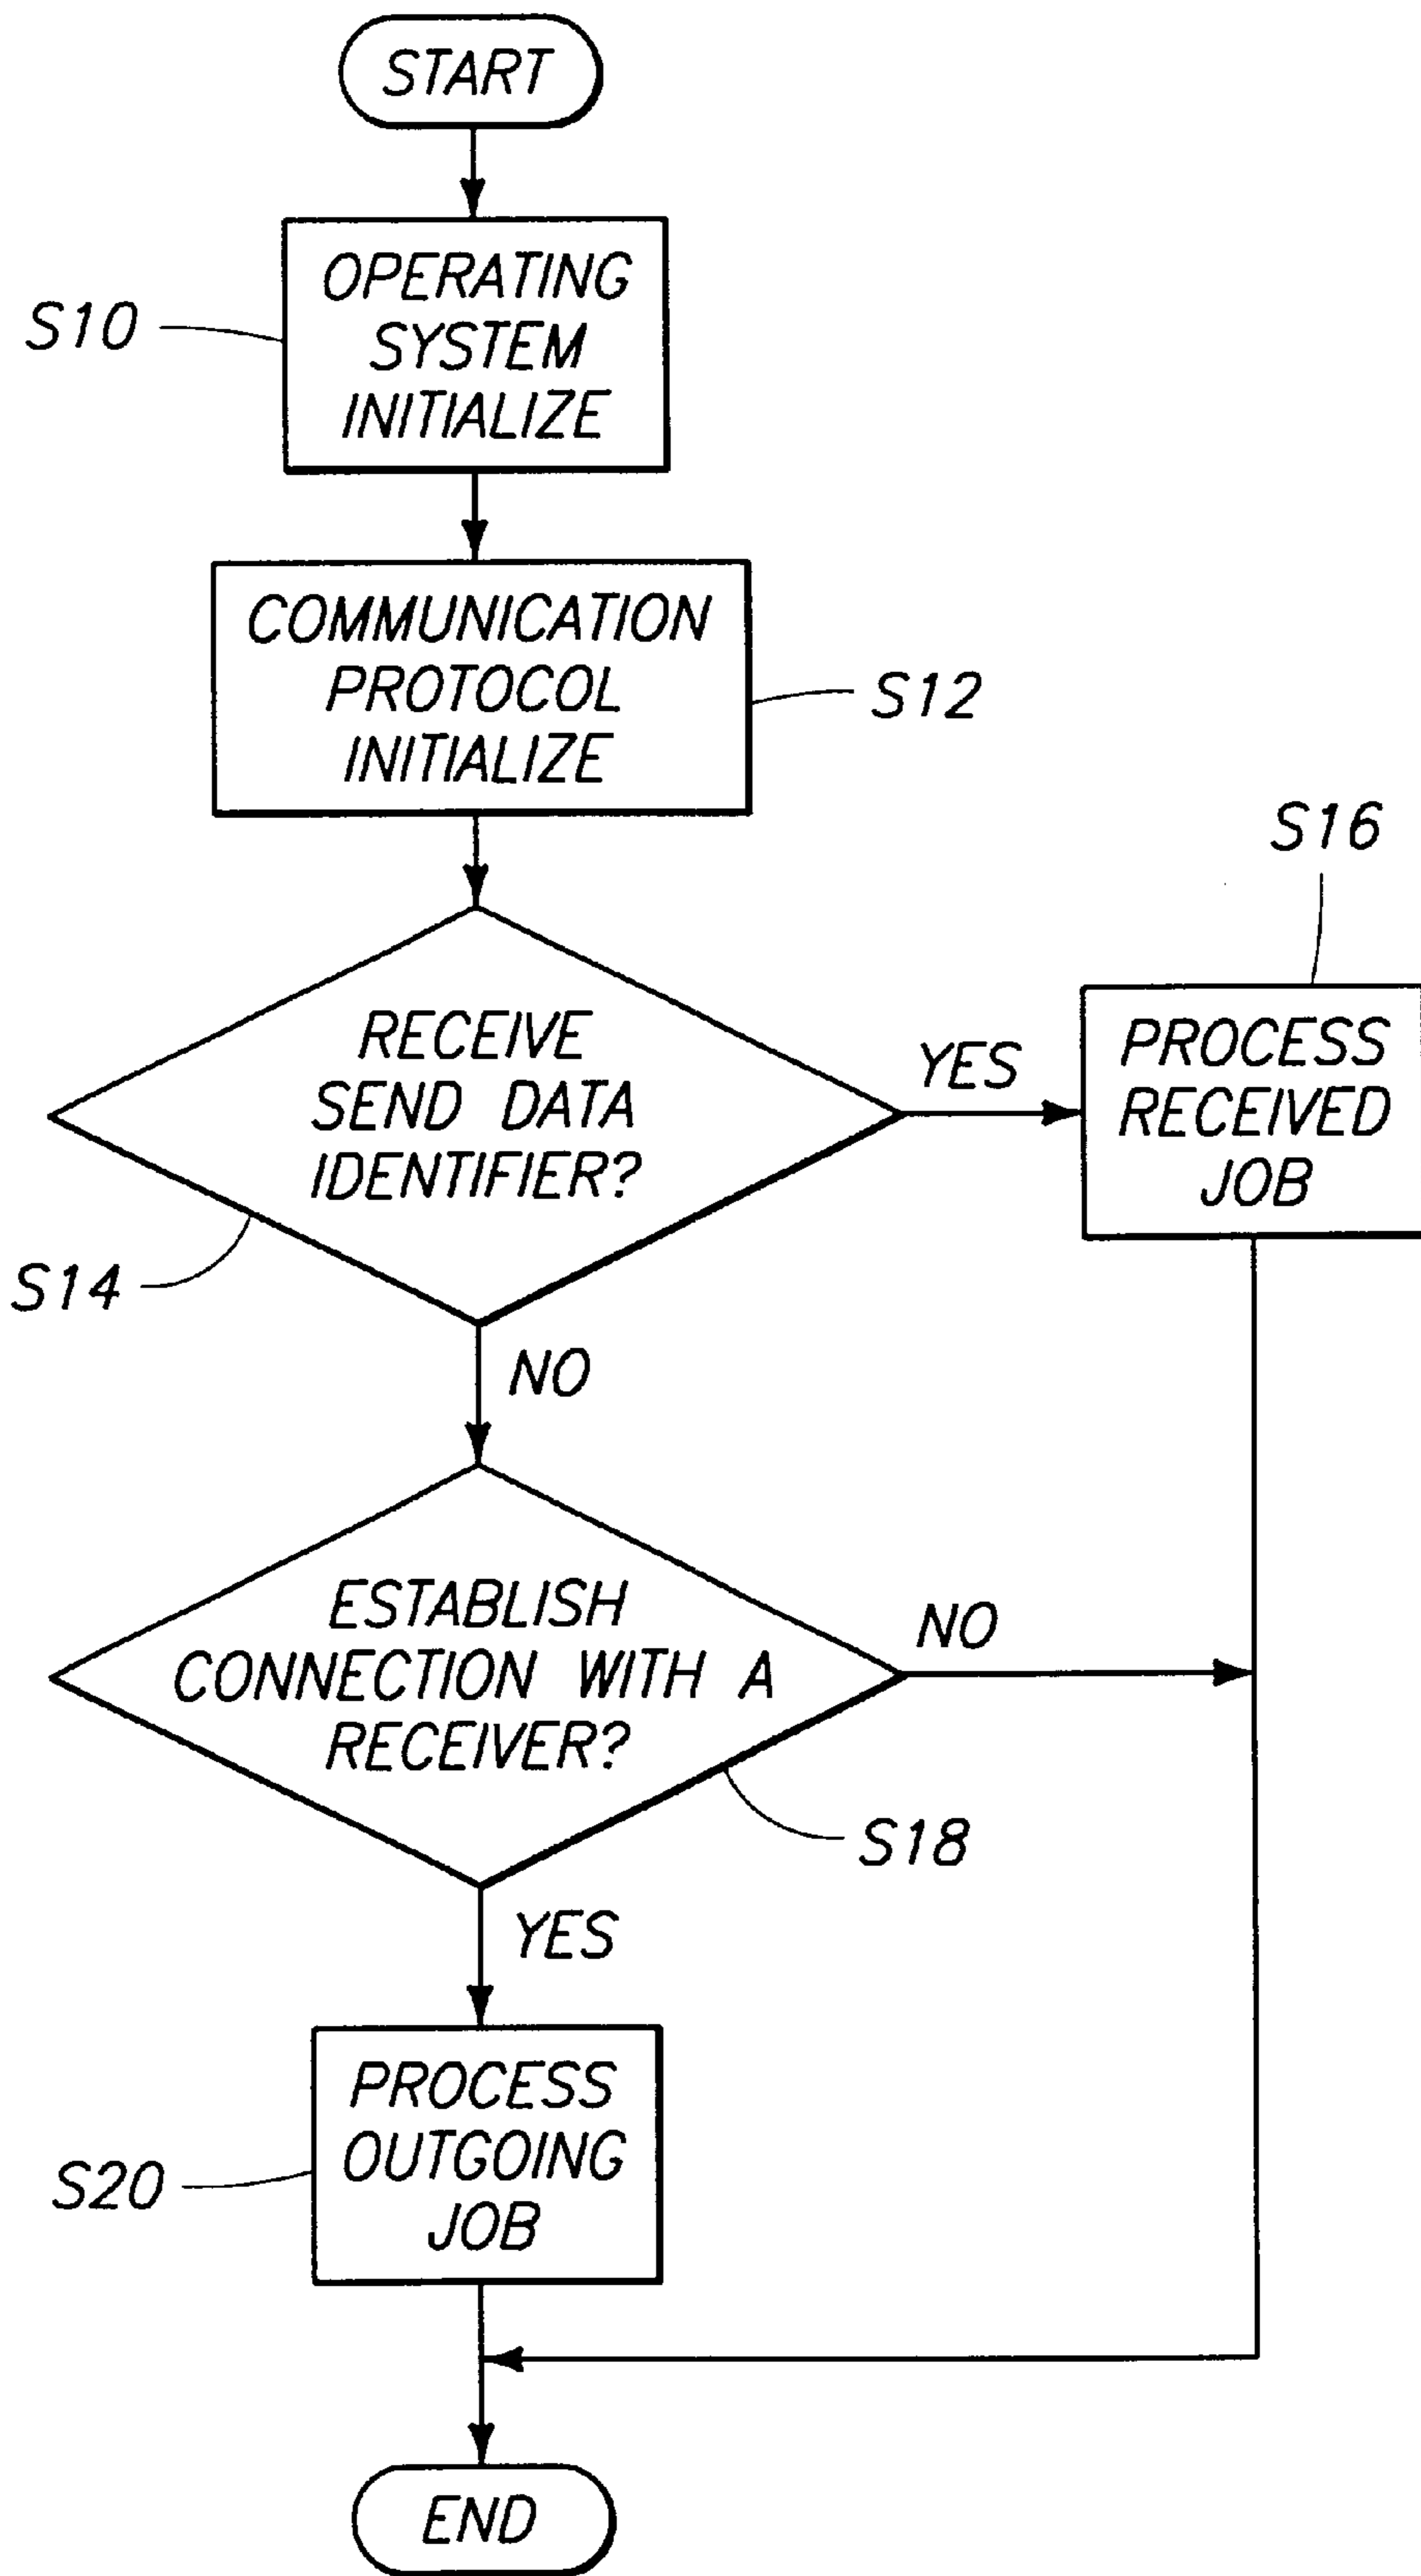 START
OPERATING
SYSTEM
INITIALIZE
S10
COMMUNICATION
PROTOCOL
INITIALIZE
S12
RECEIVE
SEND DATA
IDENTIFIER?
S14
YES
S16
PROCESS
RECEIVED
JOB
NO
ESTABLISH
CONNECTION WITH A
RECEIVER?
NO
S18
YES
PROCESS
OUTGOING
JOB
S20
END